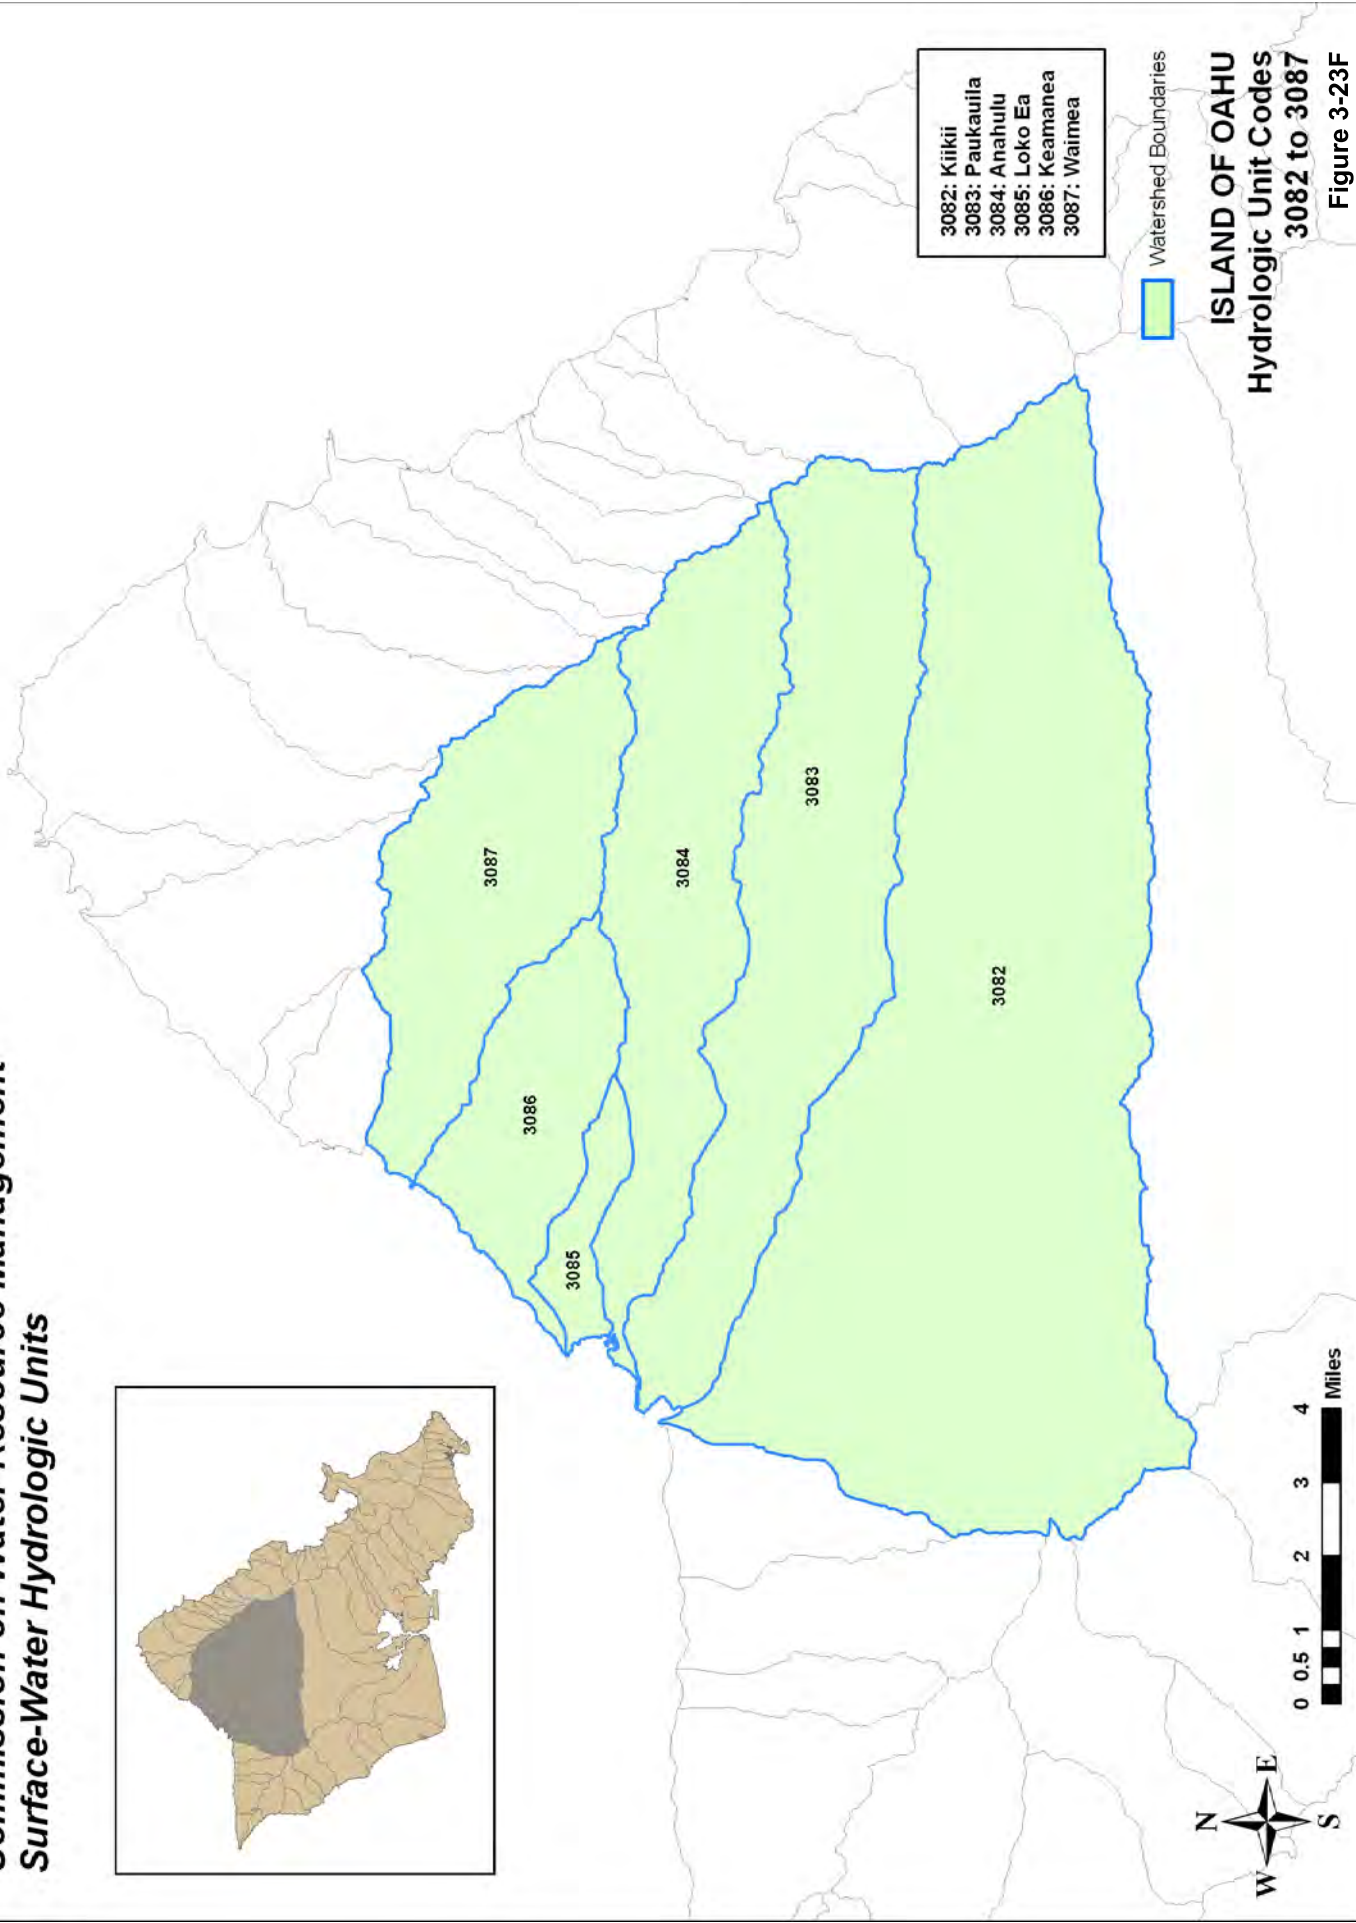 Surface-Water Hydrologic Units
3087
3086
3085
3084
3083
3082
3082: Kiikii
3083: Paukauila
3084: Anahulu
3085: Loko Ea
3086: Keamanea
3087: Waimea
Watershed Boundaries
ISLAND OF OAHU
Hydrologic Unit Codes
3082 to 3087
Figure 3-23F
N
W
E
S
0 0.5 1 2 3 4
Miles